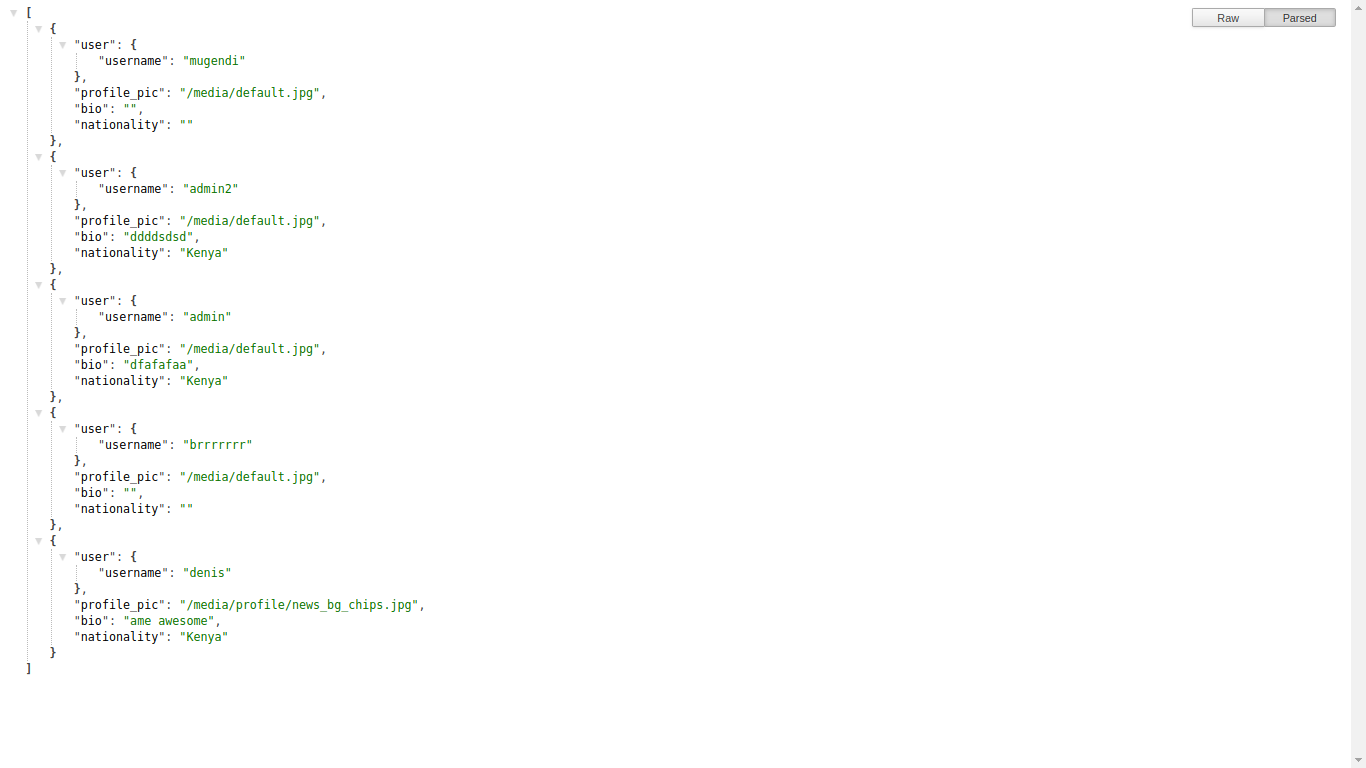 [
{
"user": {
"username": "mugendi"
},
"profile_pic": "/media/default.jpg",
"bio": "",
"nationality": ""
},
{
"user": {
"username": "admin2"
},
"profile_pic": "/media/default.jpg",
"bio": "ddddsdsd",
"nationality": "Kenya"
},
{
"user": {
"username": "admin"
},
"profile_pic": "/media/default.jpg",
"bio": "dfafafaa",
"nationality": "Kenya"
},
{
"user": {
"username": "brrrrrrr"
},
"profile_pic": "/media/default.jpg",
"bio": "",
"nationality": ""
},
{
"user": {
"username": "denis"
},
"profile_pic": "/media/profile/news_bg_chips.jpg",
"bio": "ame awesome",
"nationality": "Kenya"
}
]
Raw Parsed